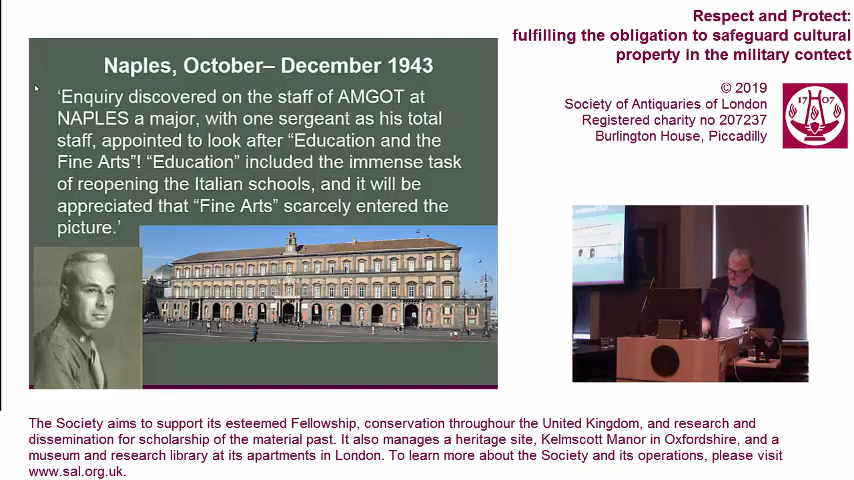 Respect and Protect:
fulfilling the obligation to safeguard cultural
property in the military contect
© 2019
Society of Antiquaries of London
Registered charity no 207237
Burlington House, Piccadilly
17 07
Naples, October– December 1943
‘Enquiry discovered on the staff of AMGOT at
NAPLES a major, with one sergeant as his total
staff, appointed to look after “Education and the
Fine Arts”! “Education” included the immense task
of reopening the Italian schools, and it will be
appreciated that “Fine Arts” scarcely entered the
picture.’
The Society aims to support its esteemed Fellowship, conservation throughour the United Kingdom, and research and
dissemination for scholarship of the material past. It also manages a heritage site, Kelmscott Manor in Oxfordshire, and a
museum and research library at its apartments in London. To learn more about the Society and its operations, please visit
www.sal.org.uk.